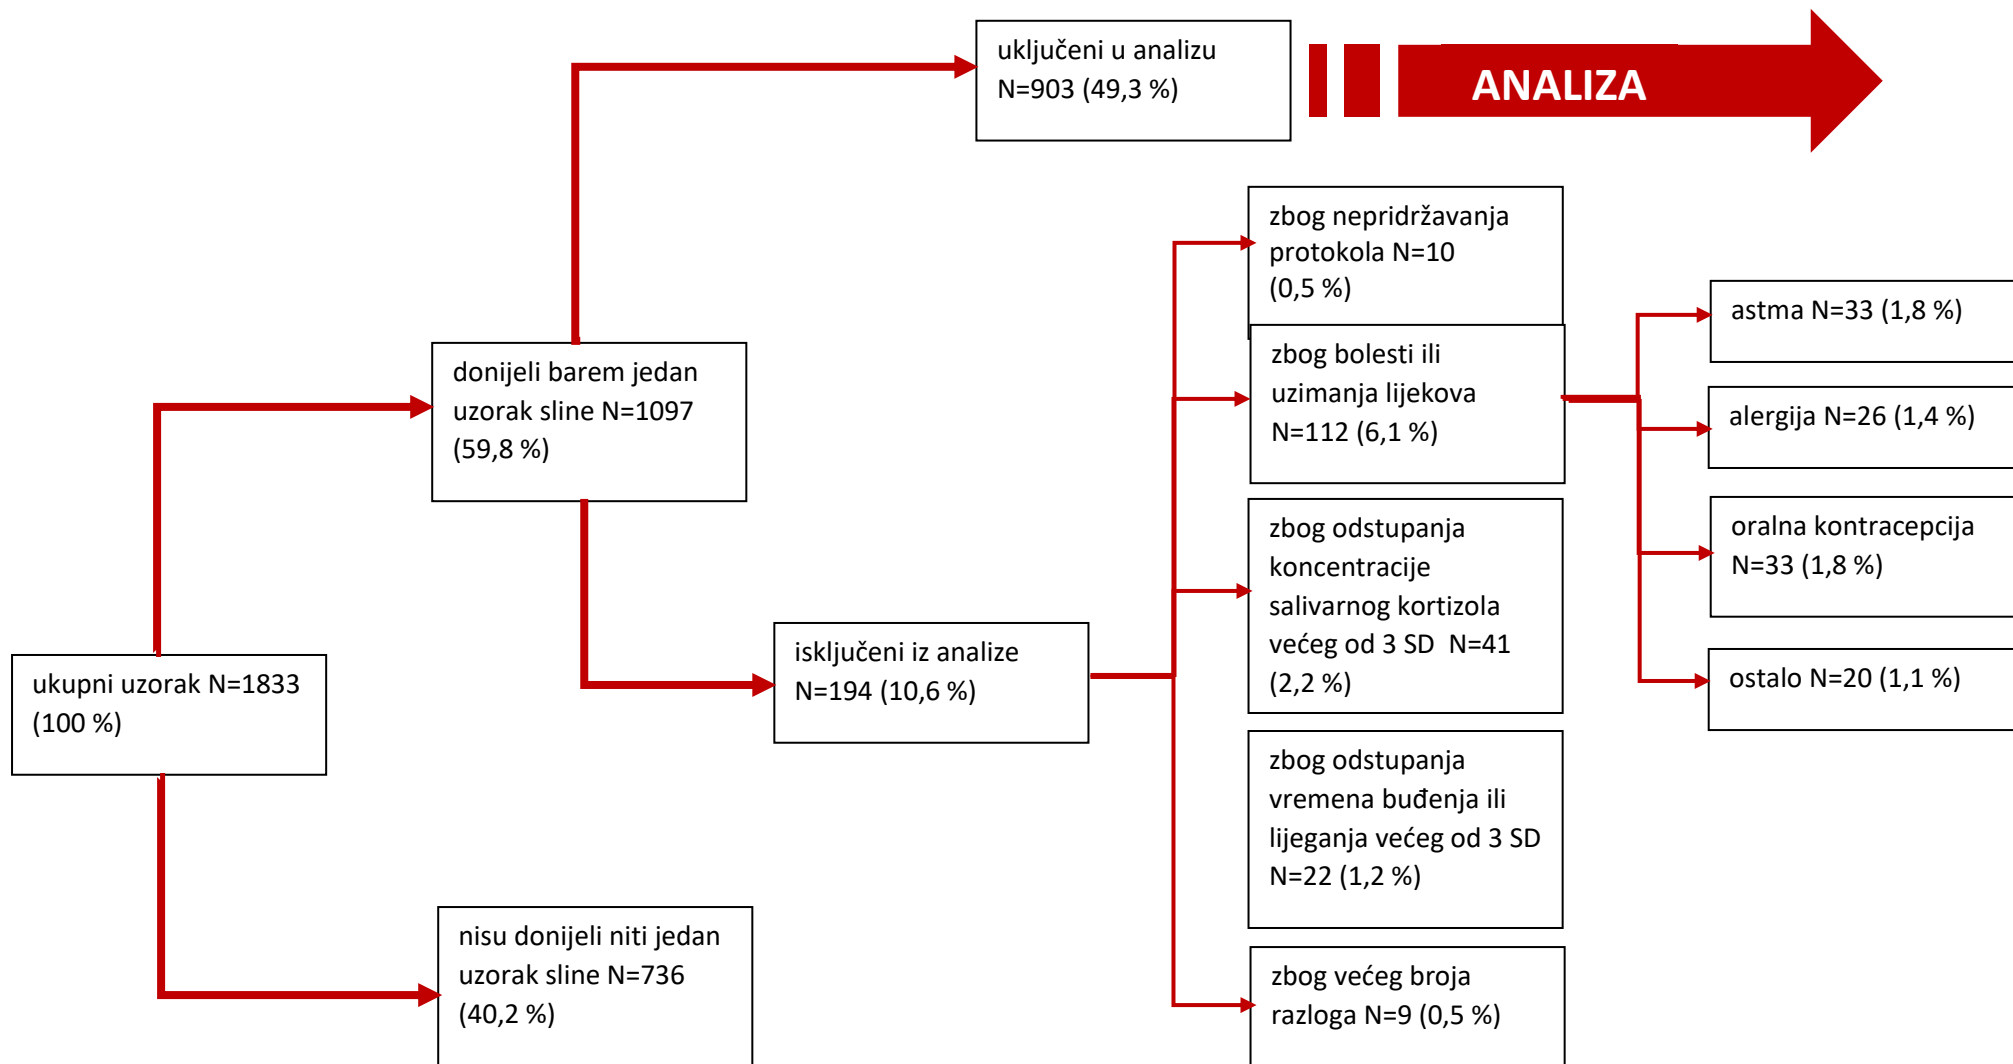 uključeni u analizu
N=903 (49,3 %)
ANALIZA
zbog nepridržavanja
protokola N=10
(0,5 %)
astma N=33 (1,8 %)
donijeli barem jedan
uzorak sline N=1097
(59,8 %)
zbog bolesti ili
uzimanja lijekova
N=112 (6,1 %)
alergija N=26 (1,4 %)
zbog odstupanja
koncentracije
salivarnog kortizola
većeg od 3 SD N=41
(2,2 %)
oralna kontracepcija
N=33 (1,8 %)
isključeni iz analize
N=194 (10,6 %)
ukupni uzorak N=1833
(100 %)
ostalo N=20 (1,1 %)
zbog odstupanja
vremena buđenja ili
lijeganja većeg od 3 SD
N=22 (1,2 %)
nisu donijeli niti jedan
uzorak sline N=736
(40,2 %)
zbog većeg broja
razloga N=9 (0,5 %)